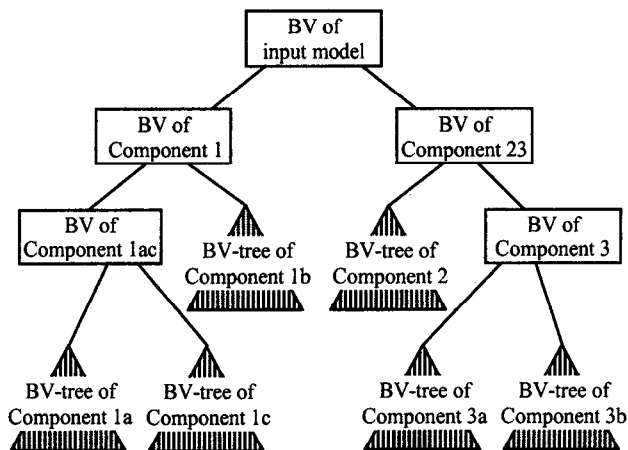 BV of
input model
BV of
Component 1
BV of
Component 23
BV of
Component 1ac
BV-tree of
Component 1b
BV-tree of
Component 2
BV of
Component 3
BV-tree of
Component 1a
BV-tree of
Component 1c
BV-tree of
Component 3a
BV-tree of
Component 3b